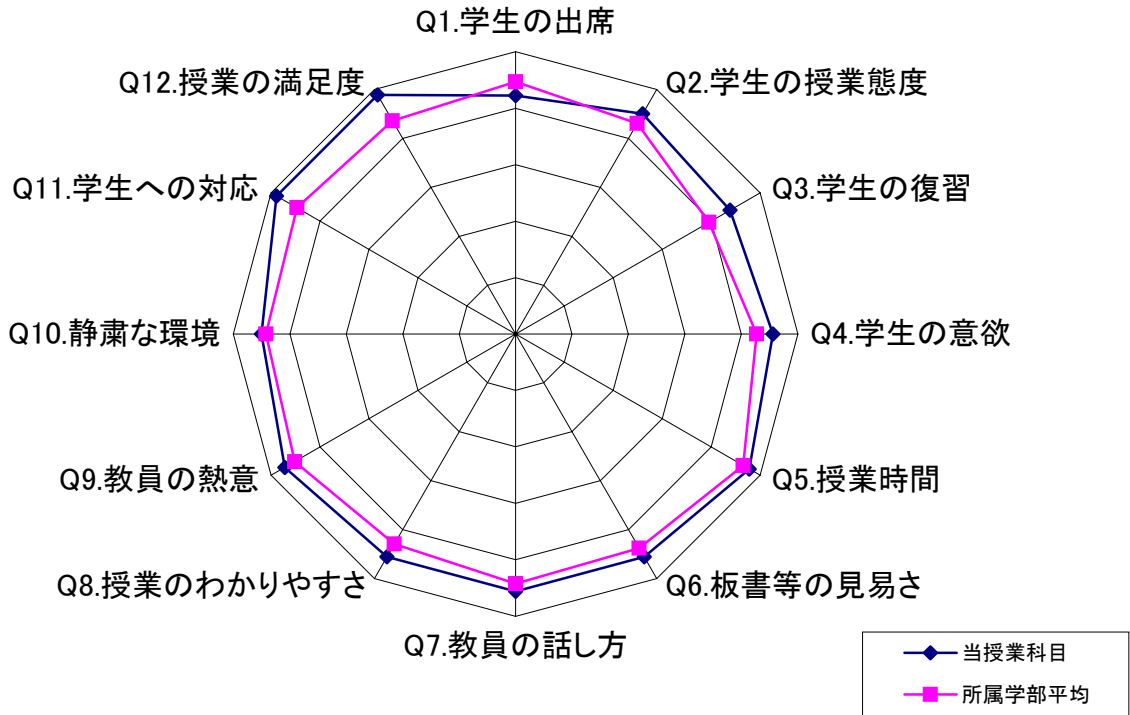 Q1.学生の出席
Q2.学生の授業態度
Q3.学生の復習
Q4.学生の意欲
Q5.授業時間
Q6.板書等の見易さ
Q7.教員の話し方
Q8.授業のわかりやすさ
Q9.教員の熱意
Q10.静粛な環境
Q11.学生への対応
Q12.授業の満足度
当授業科目
所属学部平均